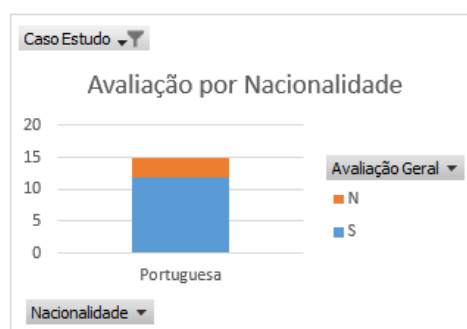 Caso Estudo
Avaliação por Nacionalidade
20
15
10
5
0
Portuguesa
Avaliação Geral
N
S
Nacionalidade